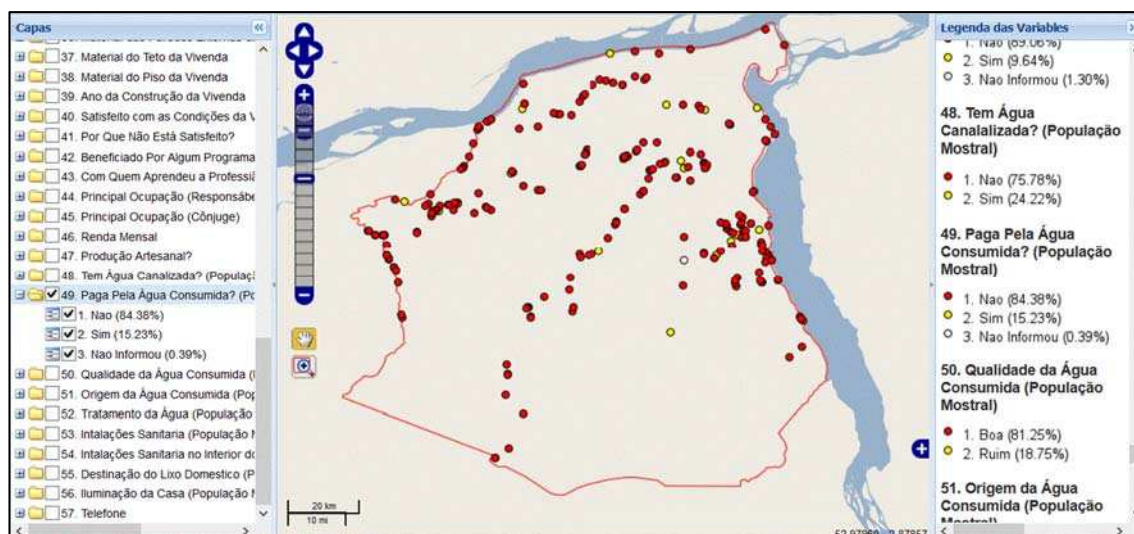 Capas
37. Material do Teto da Vivenda
38. Material do Piso da Vivenda
39. Ano da Construção da Vivenda
40. Satisfeito com as Condições da V
41. Por Que Não Está Satisfeito?
42. Beneficiado Por Algum Programa
43. Com Quem Aprendeu a Profissiã
44. Principal Ocupação (Responsábe
45. Principal Ocupação (Cônjuge)
46. Renda Mensal
47. Produção Artesanal?
48. Tem Água Canalizada? (Populaçã
49. Paga Pela Água Consumida? (Po
1. Nao (84.38%)
2. Sim (15.23%)
3. Nao Informou (0.39%)
50. Qualidade da Água Consumida (
51. Origem da Água Consumida (Pop
52. Tratamento da Água (População
53. Intalações Sanitaria (População M
54. Intalações Sanitaria no Interior do
55. Destinação do Lixo Domestico (P
56. Iluminação da Casa (População M
57. Telefone
20 km
10 mi
Legenda das Variables
1. Nao (89.06%)
2. Sim (9.64%)
3. Nao Informou (1.30%)
48. Tem Água
Canalalizada? (População
Mostral)
1. Nao (75.78%)
2. Sim (24.22%)
49. Paga Pela Água
Consumida? (População
Mostral)
1. Nao (84.38%)
2. Sim (15.23%)
3. Nao Informou (0.39%)
50. Qualidade da Água
Consumida (População
Mostral)
1. Boa (81.25%)
2. Ruim (18.75%)
51. Origem da Água
Consumida (População
Mostral)